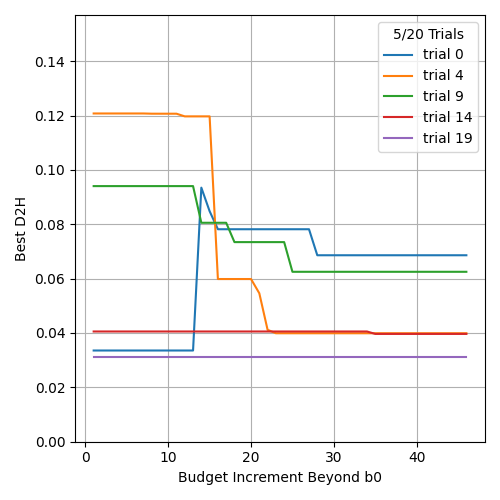 5/20 Trials
trial 0
trial 4
trial 9
trial 14
trial 19
Best D2H
0.14
0.12
0.10
0.08
0.06
0.04
0.02
0.00
0 10 20 30 40
Budget Increment Beyond b0